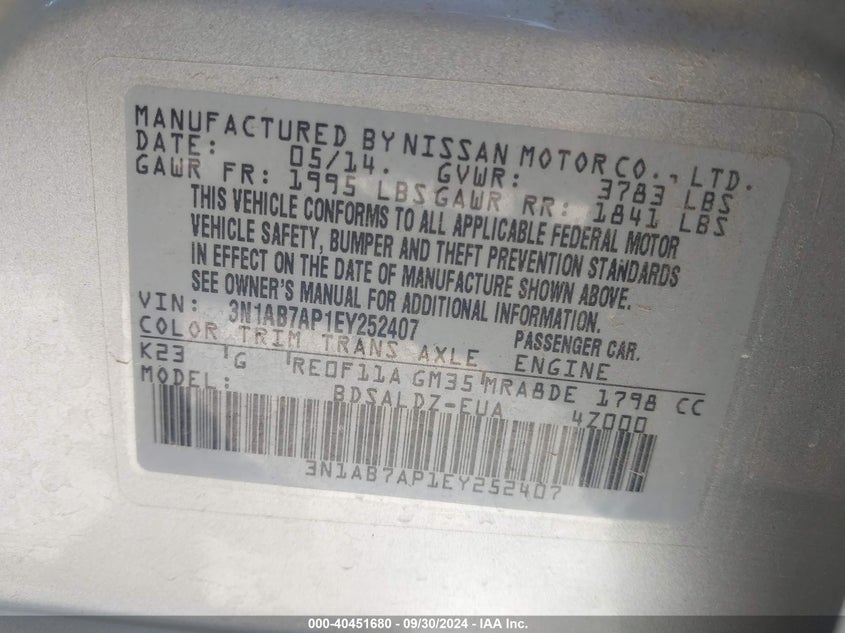 MANUFACTURED BY NISSAN MOTOR CO., LTD.
DATE: 05/14. GVWR: 3783 LBS
GAWR FR: 1995 LBS GAWR RR: 1841 LBS
THIS VEHICLE CONFORMS TO ALL APPLICABLE FEDERAL MOTOR
VEHICLE SAFETY, BUMPER AND THEFT PREVENTION STANDARDS
IN EFFECT ON THE DATE OF MANUFACTURE SHOWN ABOVE.
SEE OWNER'S MANUAL FOR ADDITIONAL INFORMATION.
VIN: 3N1AB7AP1EY252407 PASSENGER CAR.
COLOR TRIM TRANS AXLE ENGINE
K23 G RE0F11A GM35 MRA8DE 1798 CC
MODEL: BDSALDZ-EUA 4Z000
3N1AB7AP1EY252407
000-40451680 - 09/30/2024 - IAA Inc.